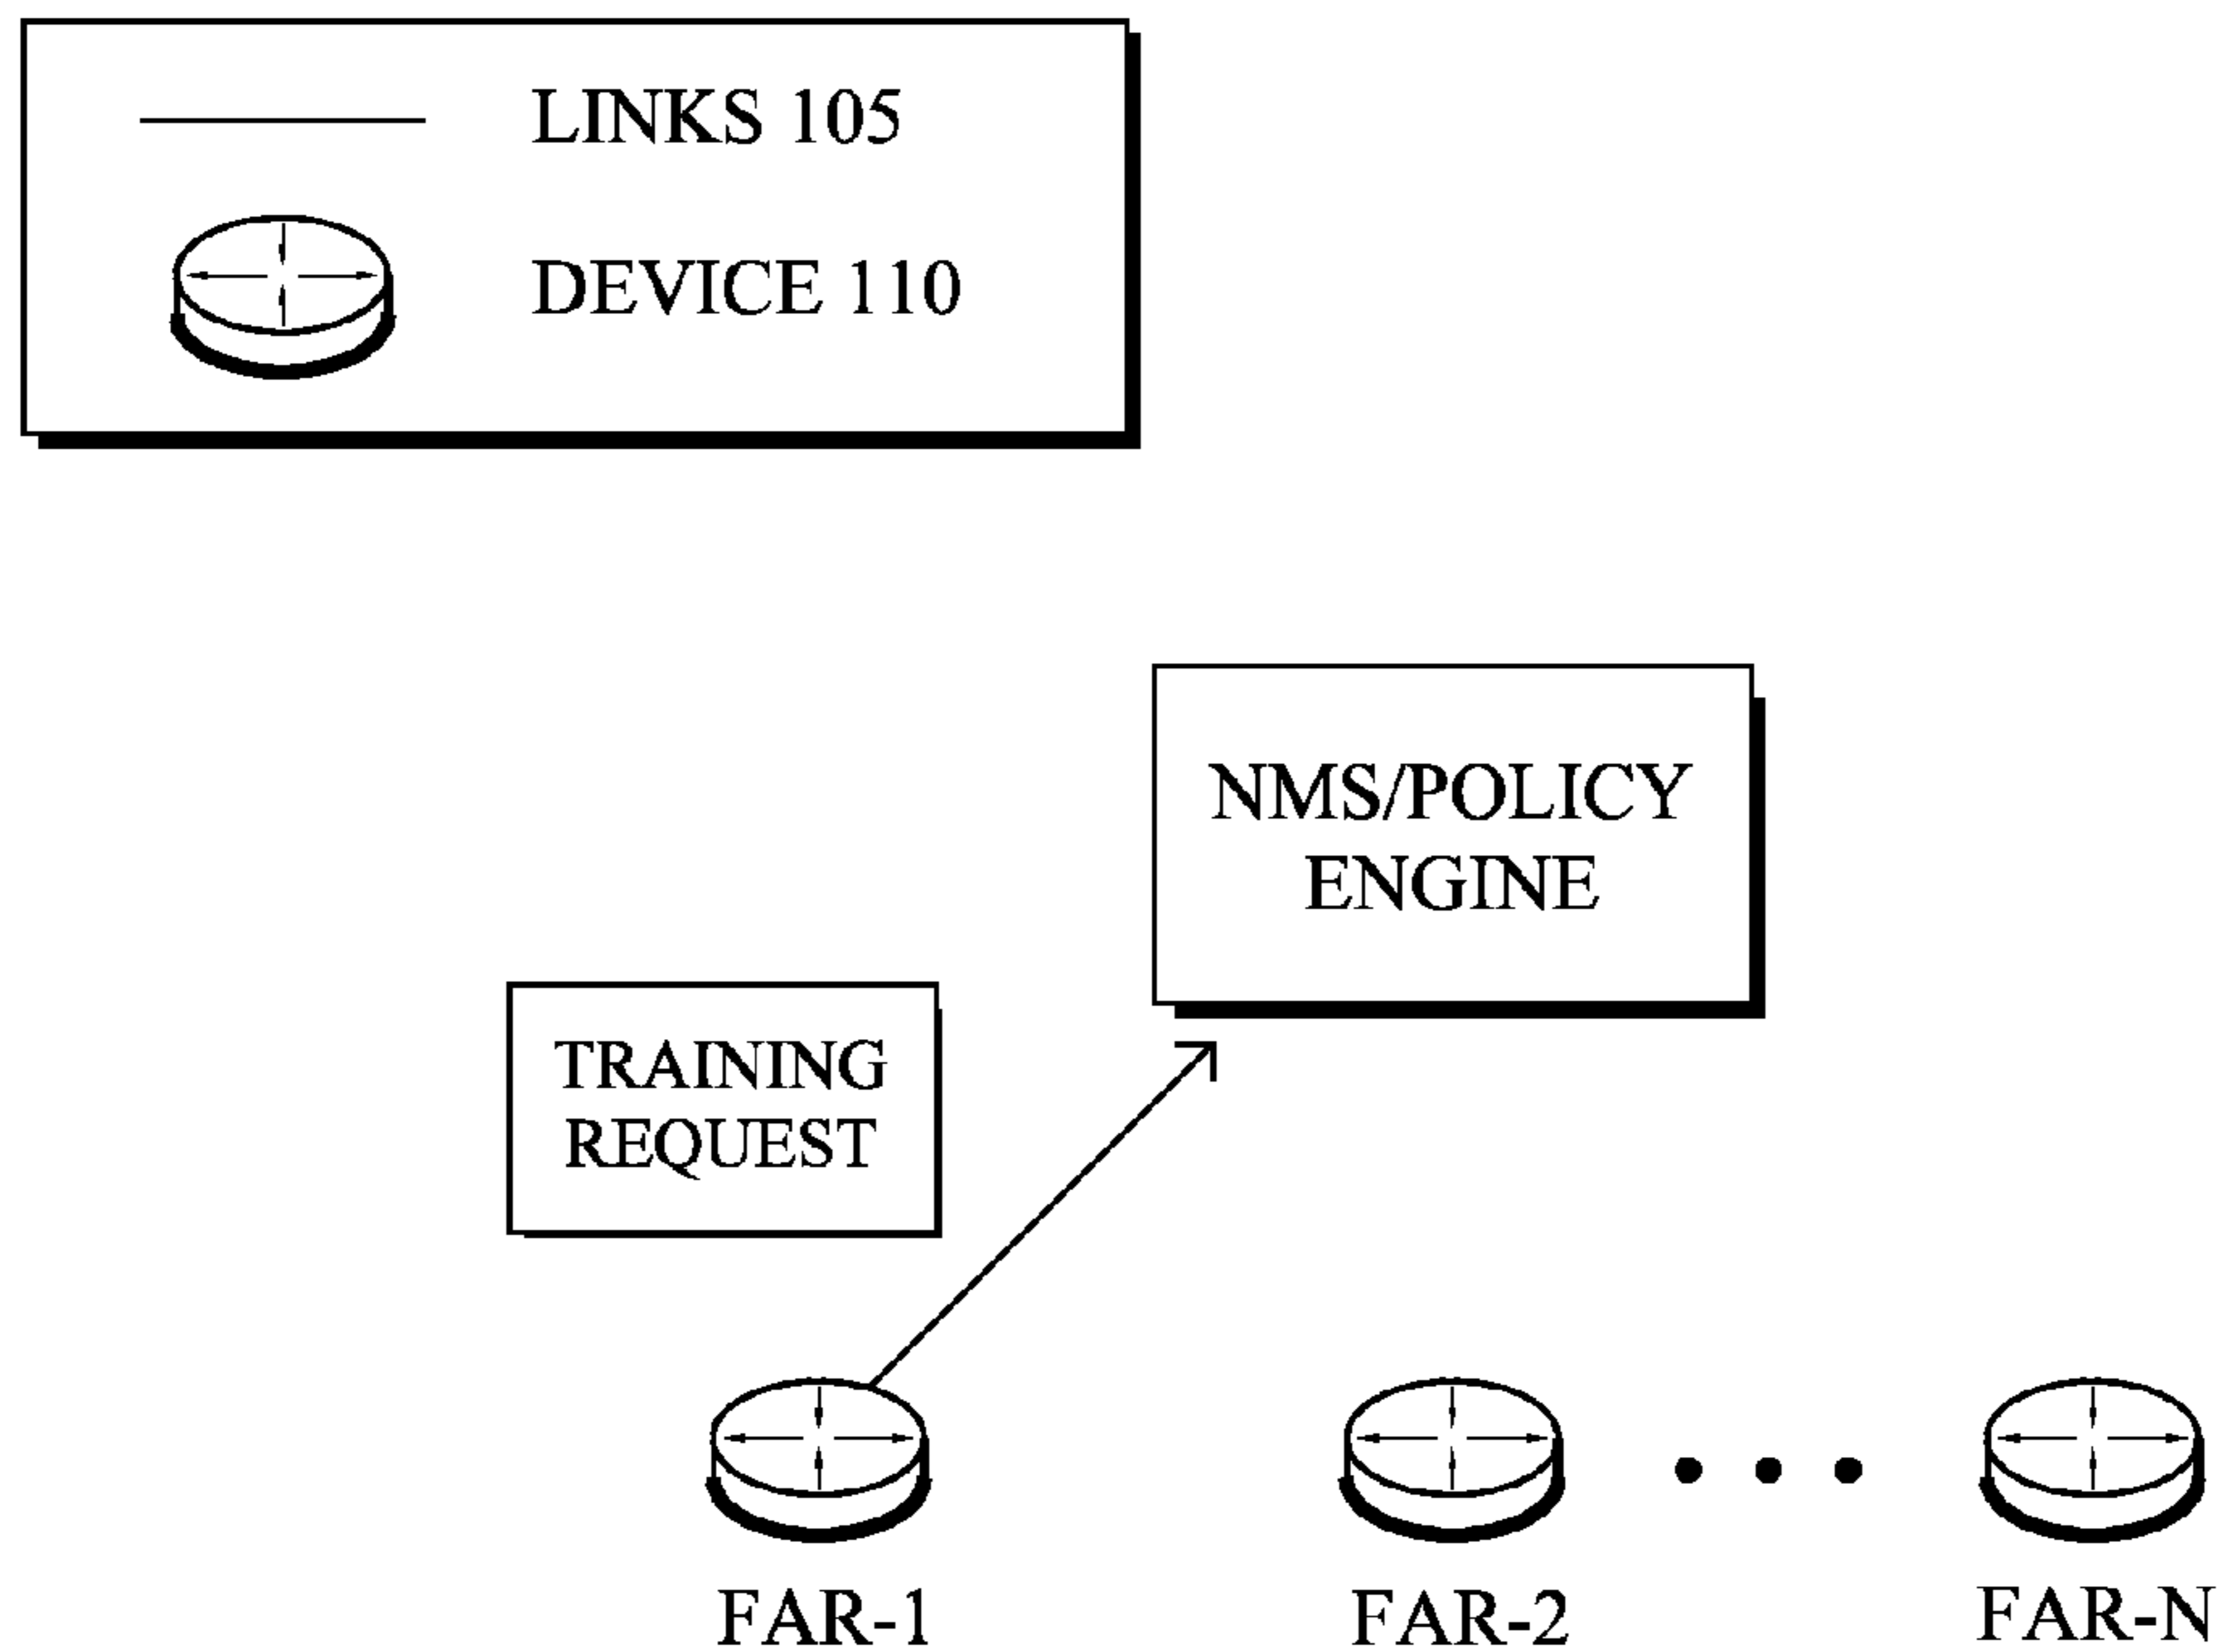 LINKS 105
DEVICE 110
NMS/POLICY
ENGINE
TRAINING
REQUEST
FAR-1
FAR-2
FAR-N